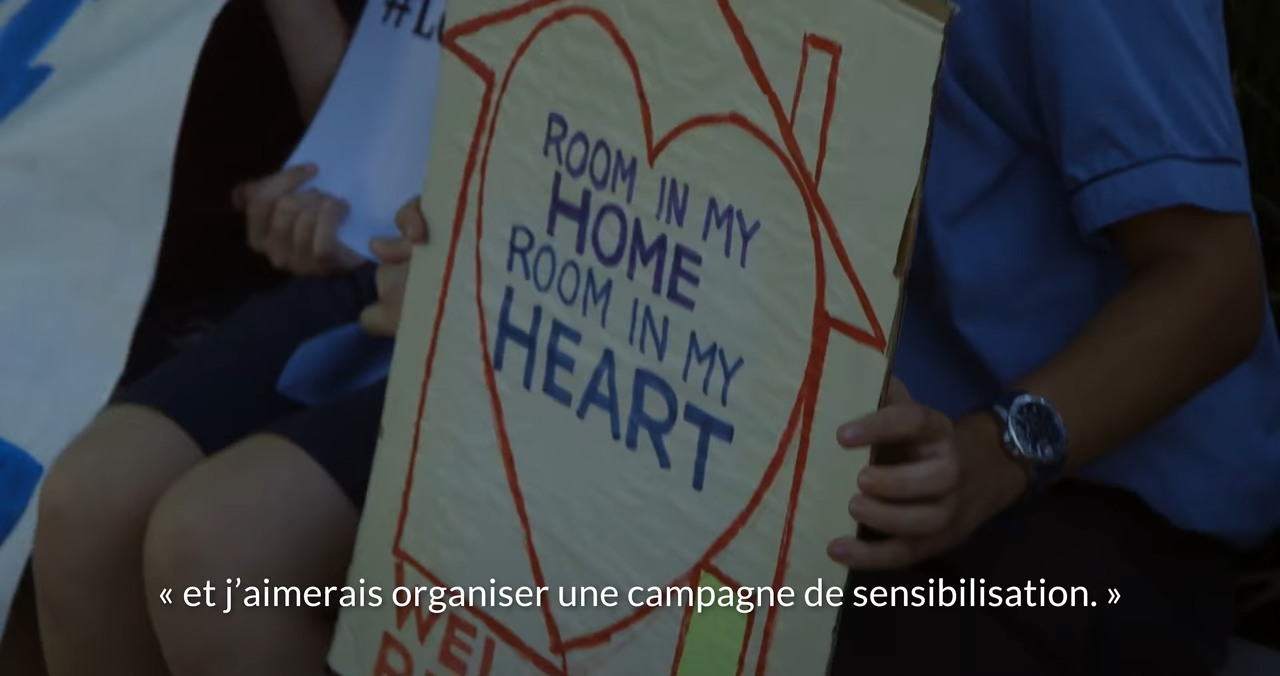 ROOM IN MY
HOME
ROOM IN MY
HEART
« et j’aimerais organiser une campagne de sensibilisation. »